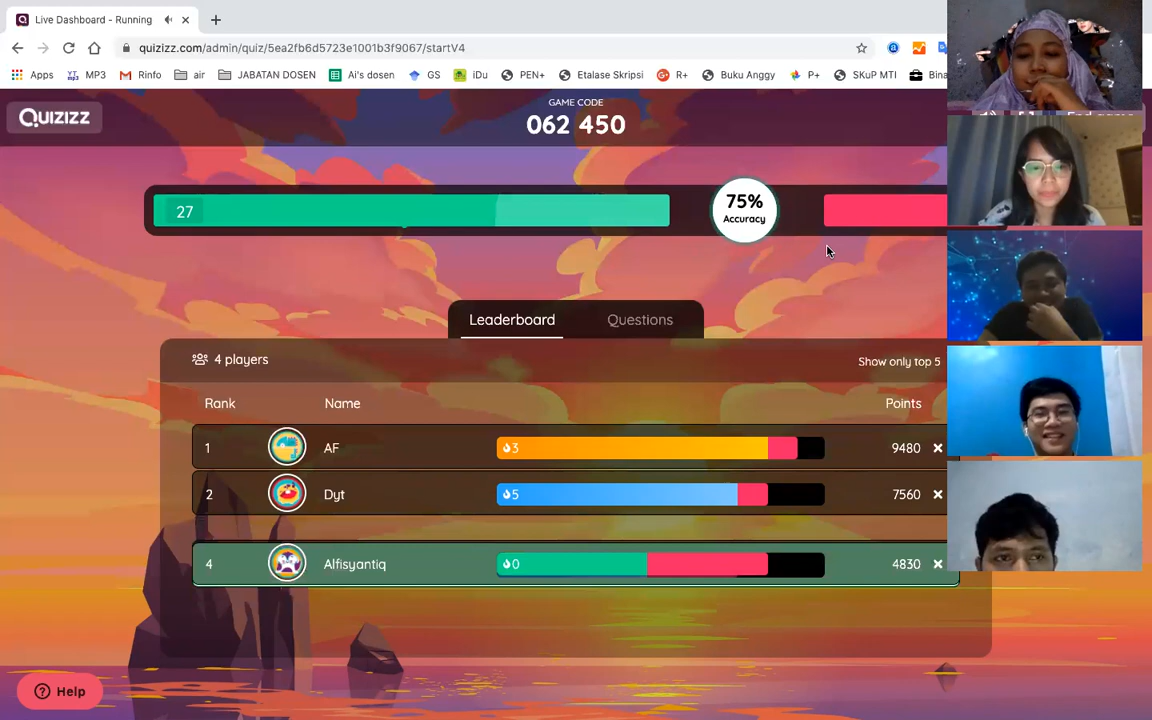 Live Dashboard - Running
quizizz.com/admin/quiz/5ea2fb6d5723e1001b3f9067/startV4
Apps MP3 Rinfo air JABATAN DOSEN Ai's dosen GS iDu PEN+ Etalase Skripsi R+ Buku Anggy P+ SKuP MTI Bina
QUIZIZZ
GAME CODE
062 450
27
75%
Accuracy
Leaderboard Questions
4 players
Show only top 5
Rank Name Points
1 AF 3 9480
2 Dyt 5 7560
4 Alfisyantiq 0 4830
Help